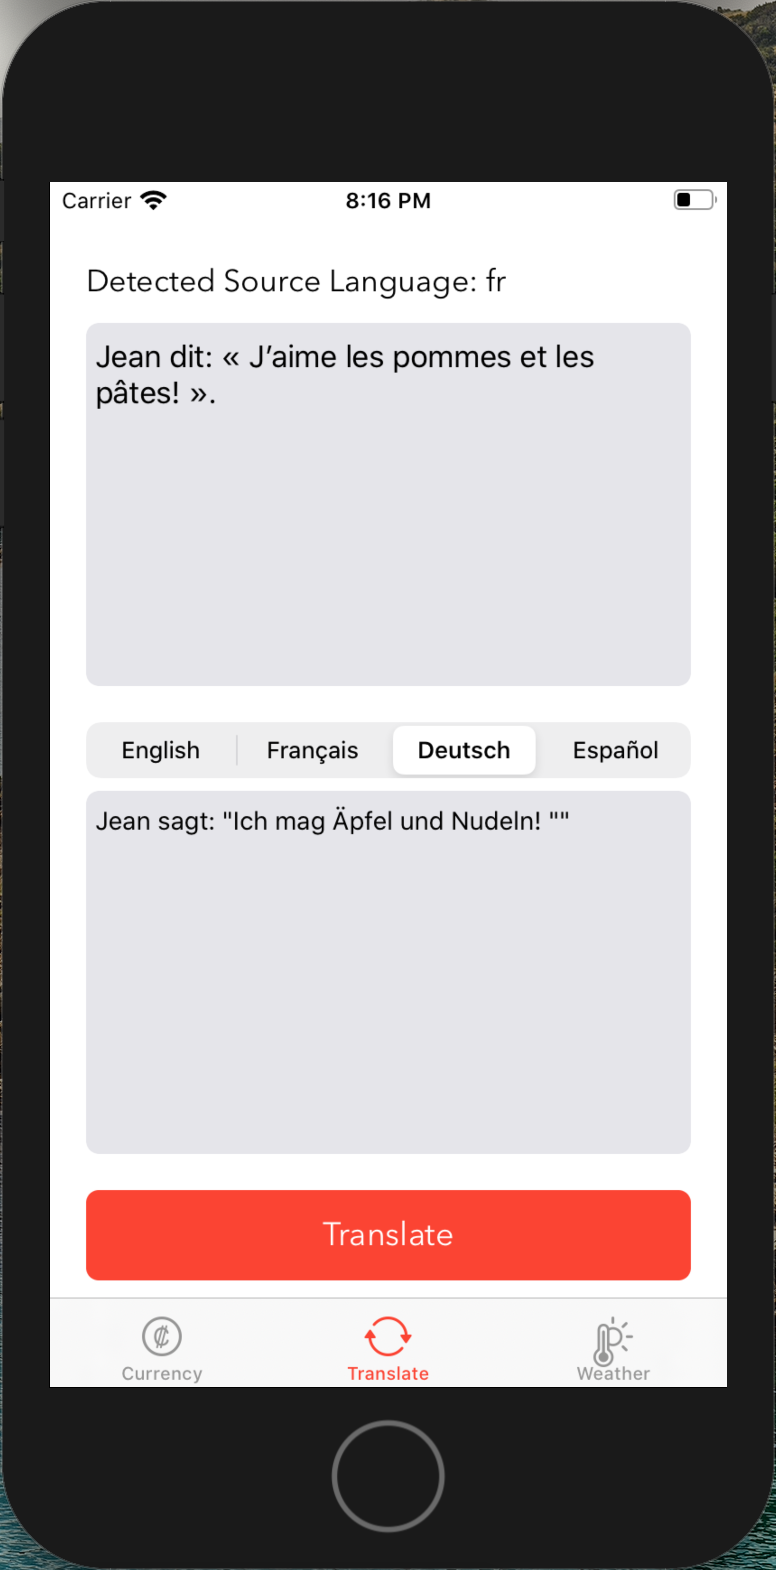 Carrier 8:16 PM
Detected Source Language: fr
Jean dit: « J’aime les pommes et les
pâtes! ».
English Français Deutsch Español
Jean sagt: "Ich mag Äpfel und Nudeln! ""
Translate
Currency Translate Weather